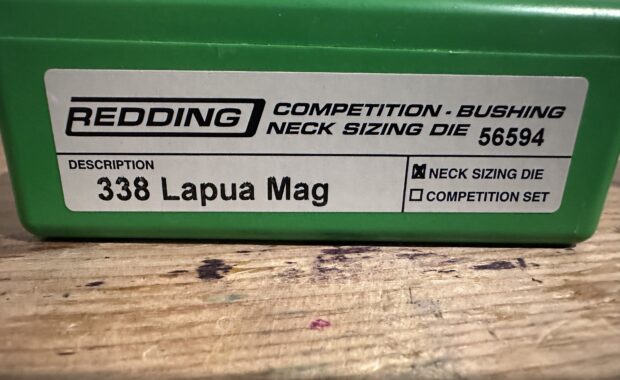 REDDING COMPETITION - BUSHING
NECK SIZING DIE 56594
DESCRIPTION
338 Lapua Mag
NECK SIZING DIE
COMPETITION SET